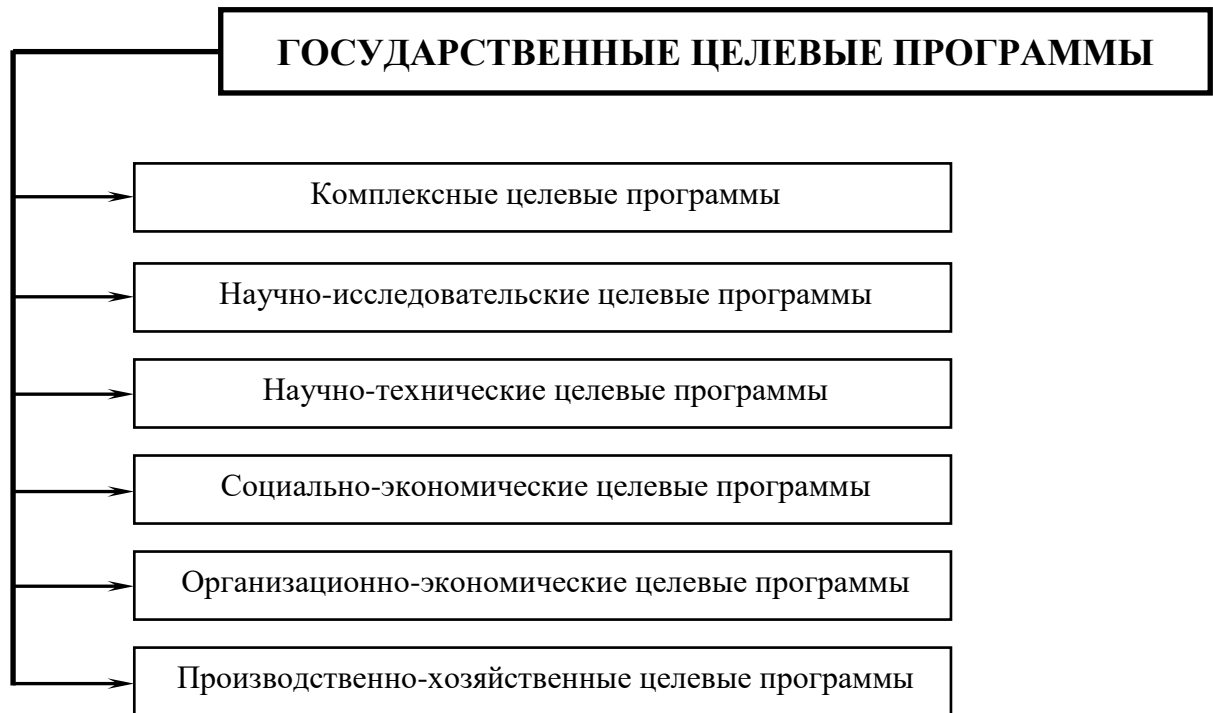 ГОСУДАРСТВЕННЫЕ ЦЕЛЕВЫЕ ПРОГРАММЫ
Комплексные целевые программы
Научно-исследовательские целевые программы
Научно-технические целевые программы
Социально-экономические целевые программы
Организационно-экономические целевые программы
Производственно-хозяйственные целевые программы